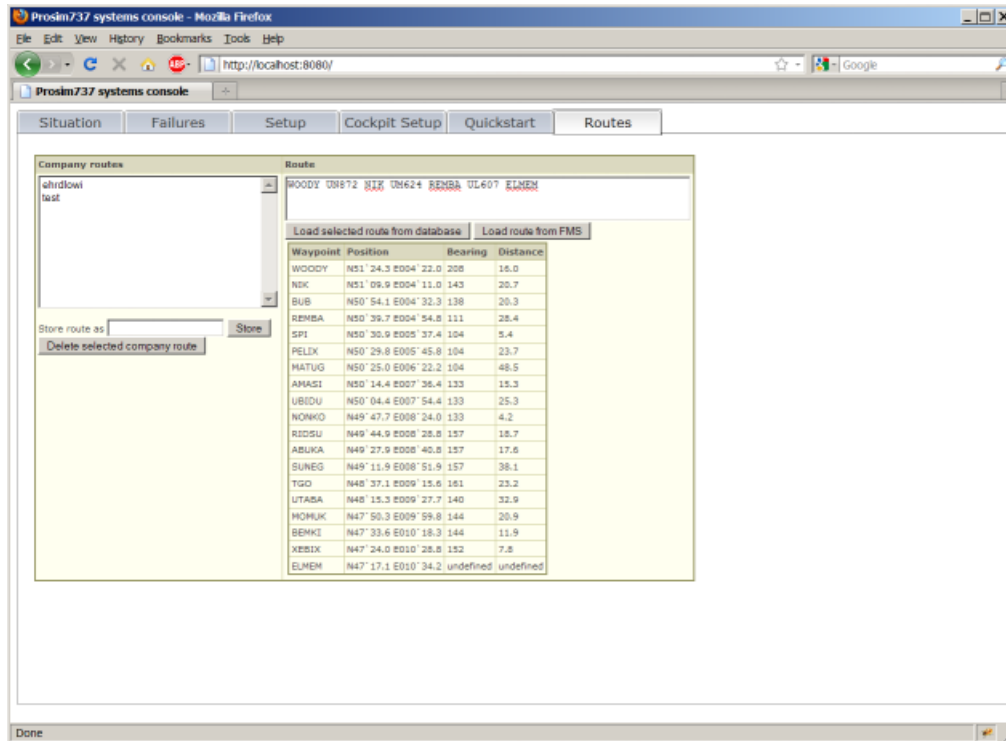 Prosim737 systems console - Mozilla Firefox
File Edit View History Bookmarks Tools Help
http://localhost:8080/ Google
Prosim737 systems console
Situation Failures Setup Cockpit Setup Quickstart Routes
Company routes
ehrdlowi
test
Store route as Store
Delete selected company route
Route
WOODY UN872 NIK UM624 REMBA UL607 ELMEM
Load selected route from database Load route from FMS
Waypoint Position Bearing Distance
WOODY N51`24.3 E004`22.0 208 16.0
NIK N51`09.9 E004`11.0 143 20.7
BUB N50`54.1 E004`32.3 138 20.3
REMBA N50`39.7 E004`54.8 111 28.4
SPI N50`30.9 E005`37.4 104 5.4
PELIX N50`29.8 E005`45.8 104 23.7
MATUG N50`25.0 E006`22.2 104 48.5
AMASI N50`14.4 E007`36.4 133 15.3
UBIDU N50`04.4 E007`54.4 133 25.3
NONKO N49`47.7 E008`24.0 133 4.2
RIDSU N49`44.9 E008`28.8 157 18.7
ABUKA N49`27.9 E008`40.8 157 17.6
SUNEG N49`11.9 E008`51.9 157 38.1
TGO N48`37.1 E009`15.6 161 23.2
UTABA N48`15.3 E009`27.7 140 32.9
MOMUK N47`50.3 E009`59.8 144 20.9
BEMKI N47`33.6 E010`18.3 144 11.9
XEBIX N47`24.0 E010`28.8 152 7.8
ELMEM N47`17.1 E010`34.2 undefined undefined
Done